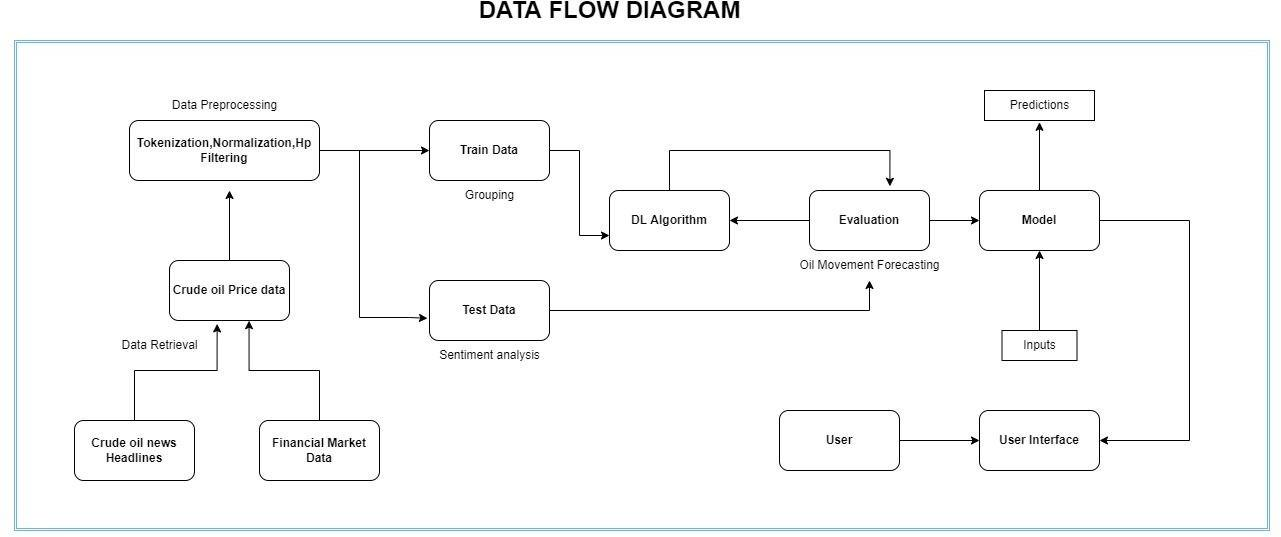 DATA FLOW DIAGRAM
Data Preprocessing
Tokenization,Normalization,Hp
Filtering
Train Data
Grouping
Predictions
DL Algorithm
Evaluation
Model
Oil Movement Forecasting
Crude oil Price data
Test Data
Sentiment analysis
Data Retrieval
Inputs
Crude oil news
Headlines
Financial Market
Data
User
User Interface